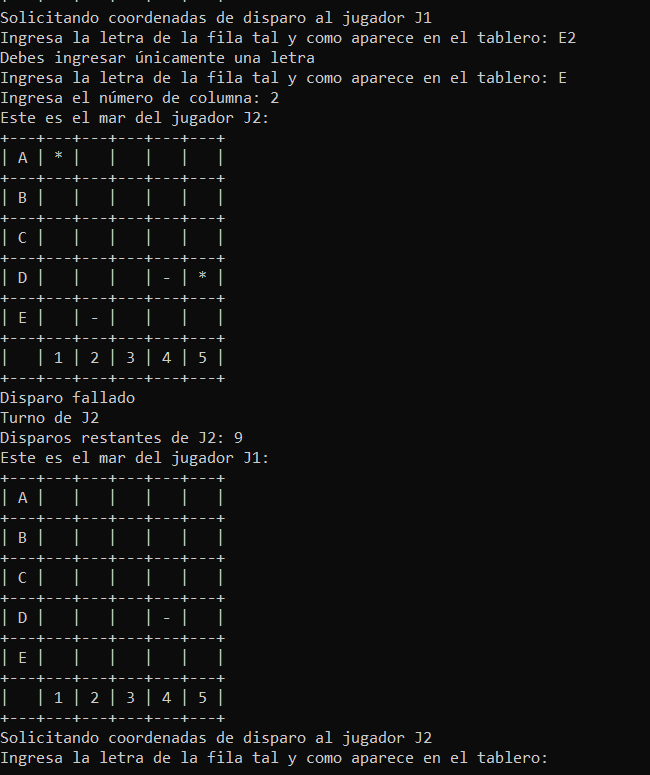 Solicitando coordenadas de disparo al jugador J1
Ingresa la letra de la fila tal y como aparece en el tablero: E2
Debes ingresar únicamente una letra
Ingresa la letra de la fila tal y como aparece en el tablero: E
Ingresa el número de columna: 2
Este es el mar del jugador J2:
+---+---+---+---+---+---+
| A | * |   |   |   |   |
+---+---+---+---+---+---+
| B |   |   |   |   |   |
+---+---+---+---+---+---+
| C |   |   |   |   |   |
+---+---+---+---+---+---+
| D |   |   |   | - | * |
+---+---+---+---+---+---+
| E |   | - |   |   |   |
+---+---+---+---+---+---+
|   | 1 | 2 | 3 | 4 | 5 |
+---+---+---+---+---+---+
Disparo fallado
Turno de J2
Disparos restantes de J2: 9
Este es el mar del jugador J1:
+---+---+---+---+---+---+
| A |   |   |   |   |   |
+---+---+---+---+---+---+
| B |   |   |   |   |   |
+---+---+---+---+---+---+
| C |   |   |   |   |   |
+---+---+---+---+---+---+
| D |   |   |   | - |   |
+---+---+---+---+---+---+
| E |   |   |   |   |   |
+---+---+---+---+---+---+
|   | 1 | 2 | 3 | 4 | 5 |
+---+---+---+---+---+---+
Solicitando coordenadas de disparo al jugador J2
Ingresa la letra de la fila tal y como aparece en el tablero: